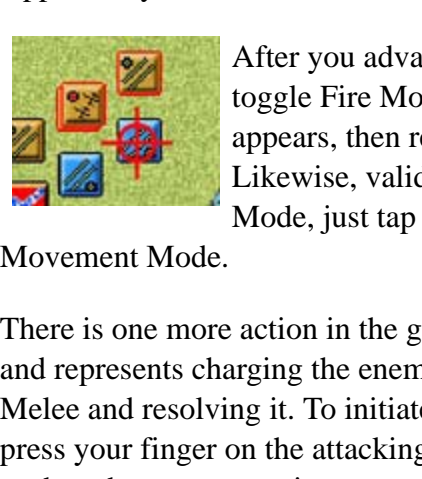 After you adva
toggle Fire Mo
appears, then r
Likewise, valid
Mode, just tap
Movement Mode.
There is one more action in the g
and represents charging the enem
Melee and resolving it. To initiate
press your finger on the attacking